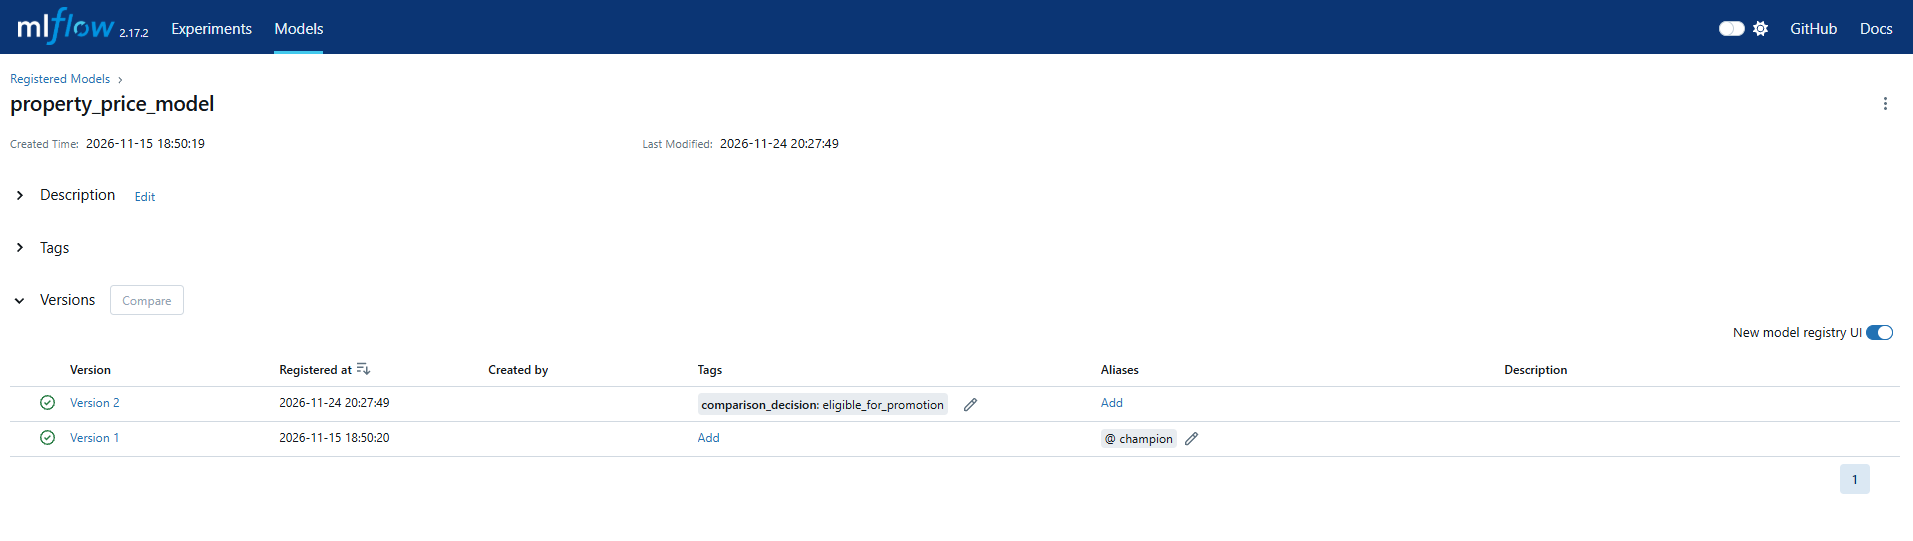 mlflow 2.17.2 Experiments Models GitHub Docs
Registered Models
property_price_model
Created Time: 2026-11-15 18:50:19 Last Modified: 2026-11-24 20:27:49
Description Edit
Tags
Versions Compare
New model registry UI
Version Registered at Created by Tags Aliases Description
Version 2 2026-11-24 20:27:49 comparison_decision: eligible_for_promotion Add
Version 1 2026-11-15 18:50:20 Add @ champion
1